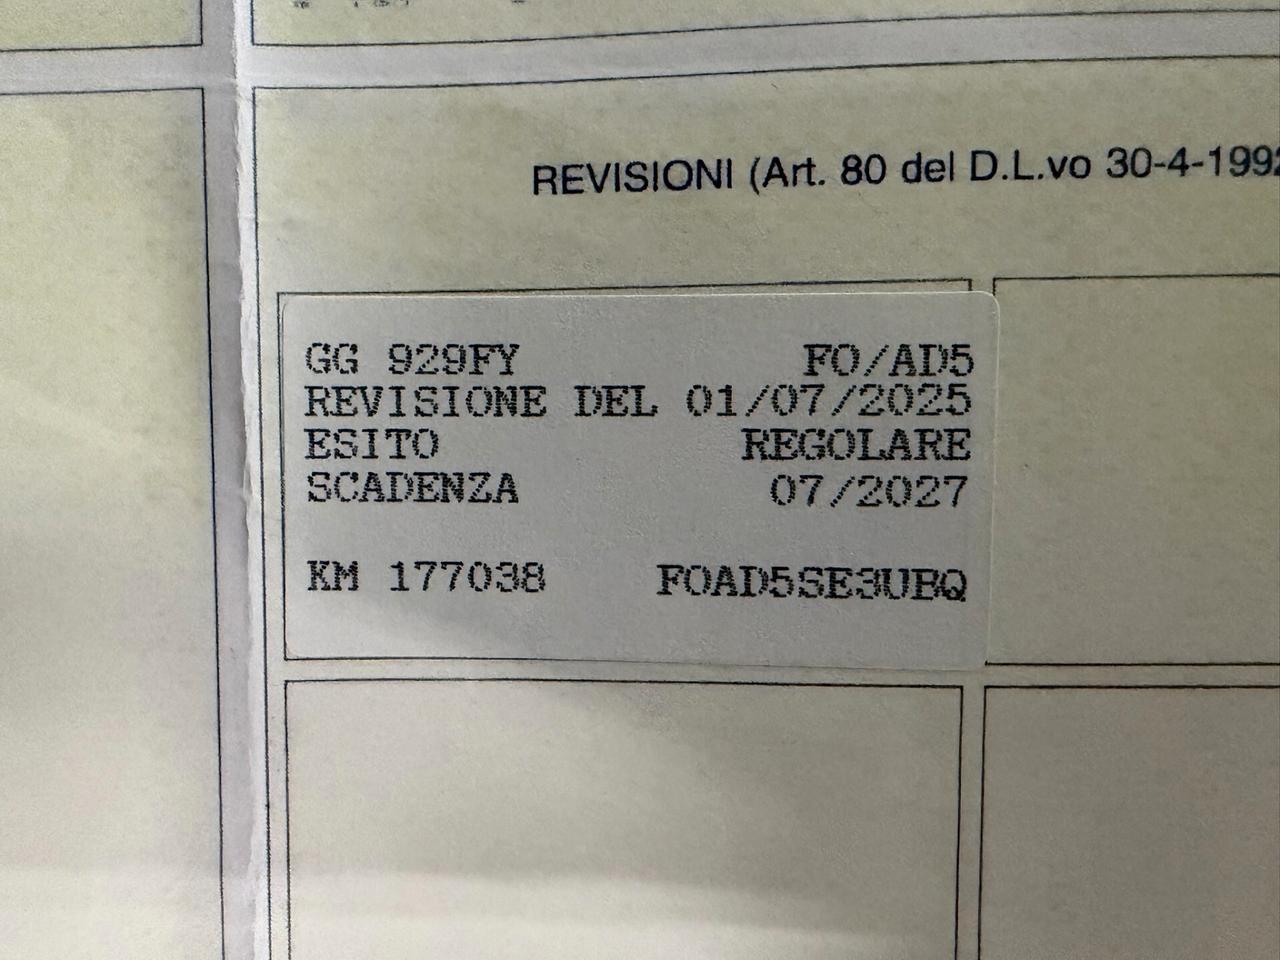 REVISIONI (Art. 80 del D.L.vo 30-4-1992
GG 929FY FO/AD5
REVISIONE DEL 01/07/2025
ESITO REGOLARE
SCADENZA 07/2027
KM 177038 FOAD5SE3UBQ